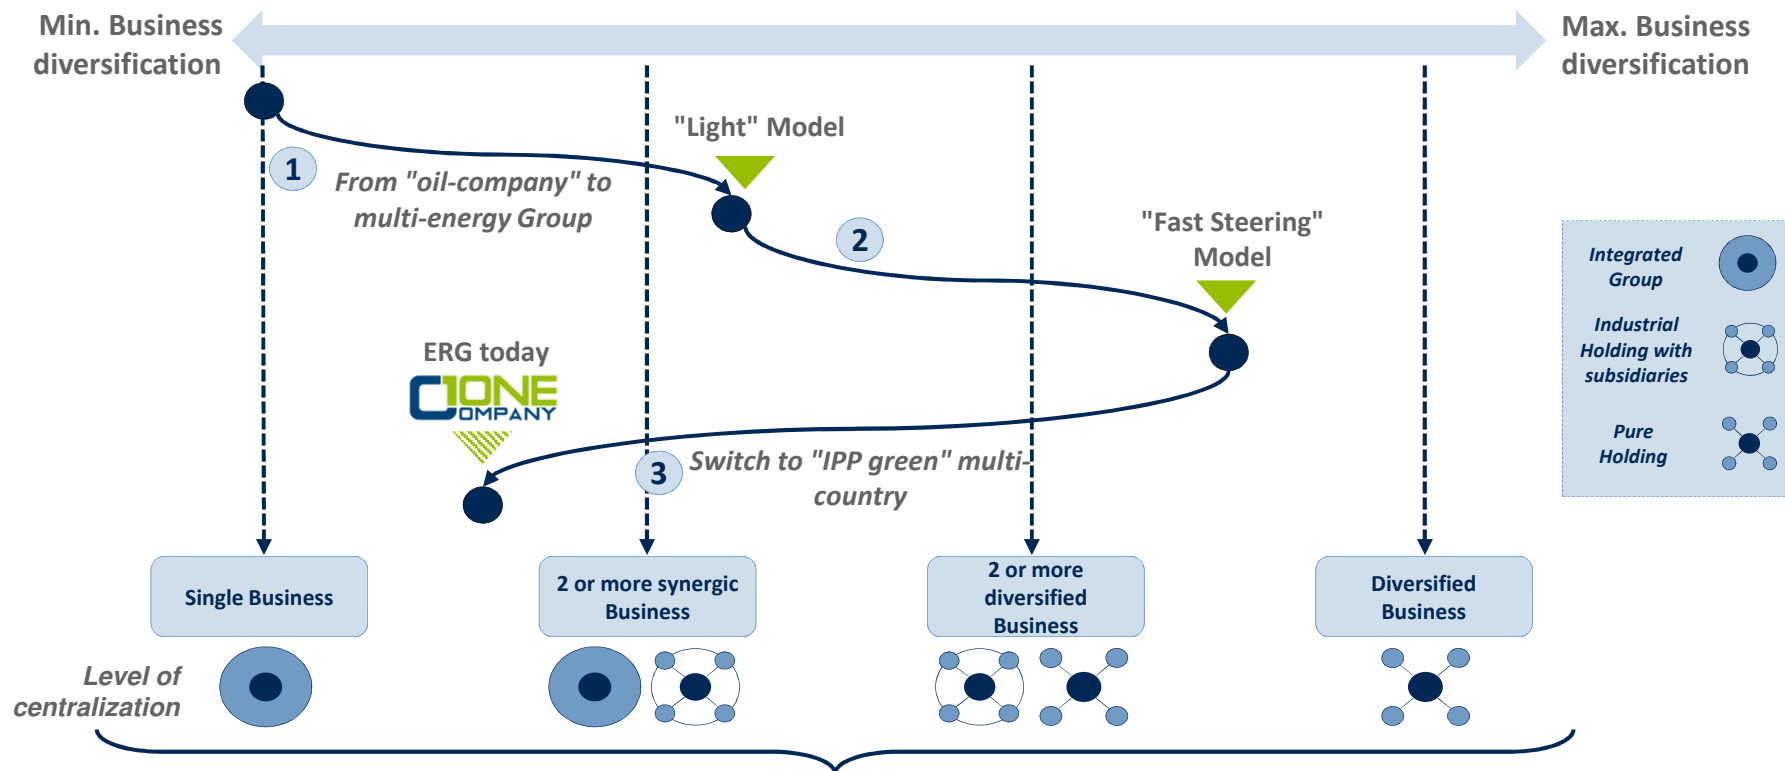 Min. Business
diversification
Max. Business
diversification
"Light" Model
1
From "oil-company" to
multi-energy Group
2
"Fast Steering"
Model
ERG today
ONE
COMPANY
3
Switch to "IPP green" multi-
country
Integrated
Group
Industrial
Holding with
subsidiaries
Pure
Holding
Single Business
2 or more synergic
Business
2 or more
diversified
Business
Diversified
Business
Level of
centralization